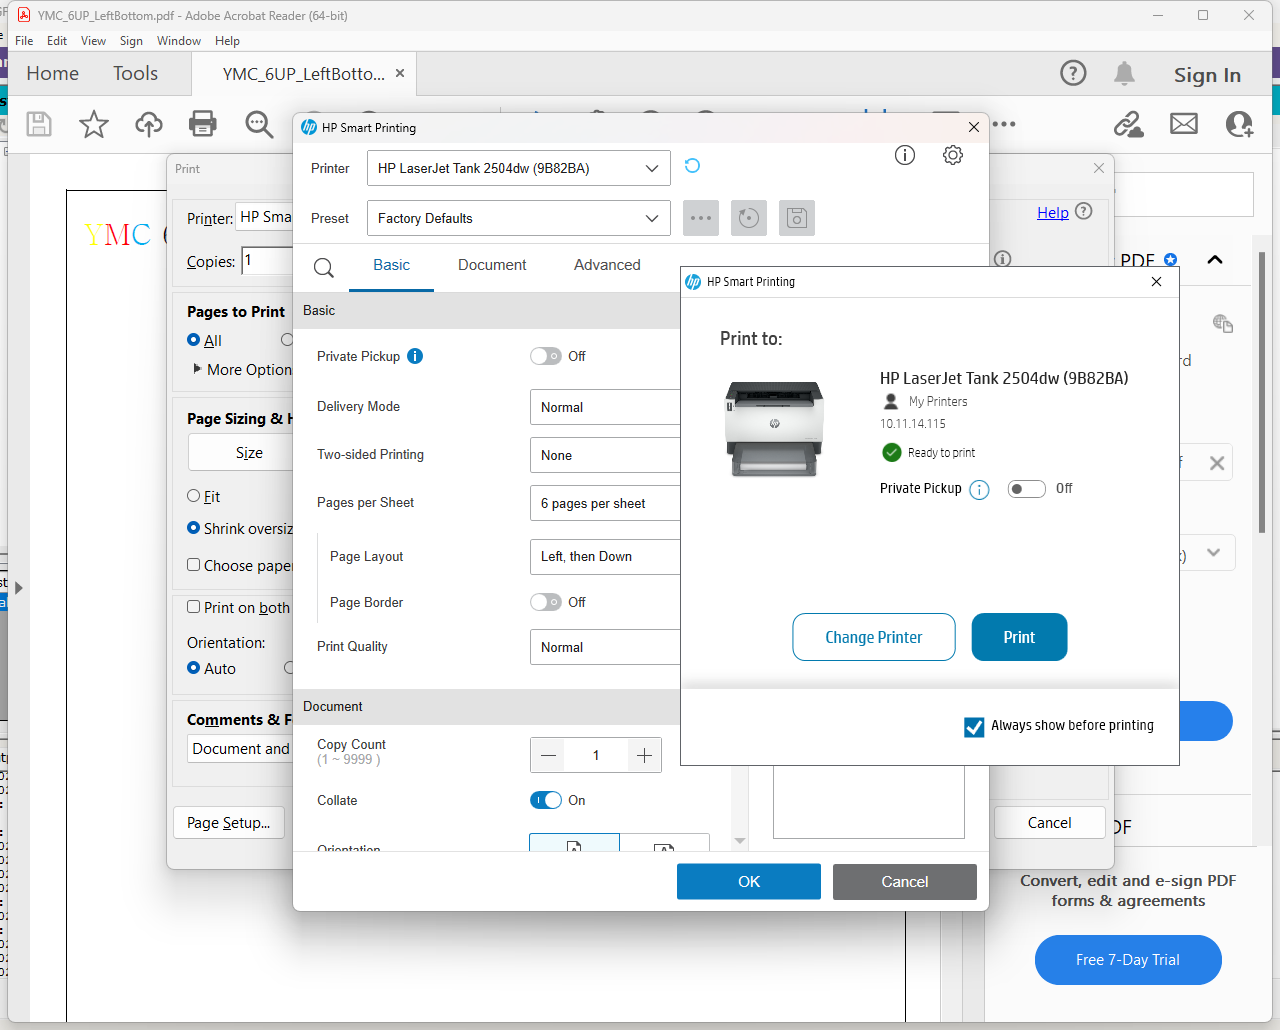 YMC_6UP_LeftBottom.pdf - Adobe Acrobat Reader (64-bit)
File Edit View Sign Window Help
Home Tools YMC_6UP_LeftBotto... × Sign In
HP Smart Printing
Print
Printer HP LaserJet Tank 2504dw (9B82BA)
Preset Factory Defaults
Printer: HP Sma
Help
YMC 6
Copies: 1
Basic Document Advanced
PDF
HP Smart Printing
Basic
Pages to Print
All
More Option
Private Pickup Off
Print to:
HP LaserJet Tank 2504dw (9B82BA)
My Printers
10.11.14.115
Ready to print
Private Pickup Off
Delivery Mode Normal
Page Sizing & H
Size
Two-sided Printing None
Fit
Pages per Sheet 6 pages per sheet
Shrink oversiz
Choose pape
Page Layout Left, then Down
Print on both
Page Border Off
Orientation:
Auto
Print Quality Normal
Change Printer Print
Document
Comments & F
Document and
Always show before printing
Copy Count
(1 ~ 9999 )
1
Collate On
Orientation
Page Setup... Cancel
DF
OK Cancel
Convert, edit and e-sign PDF
forms & agreements
Free 7-Day Trial